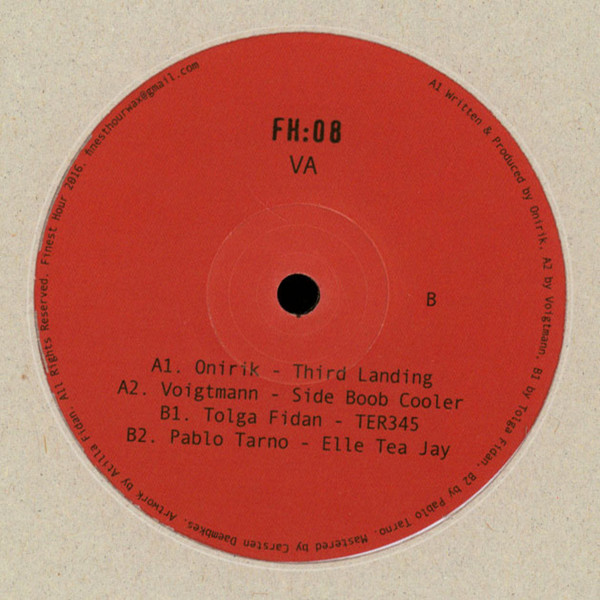 FH:08
VA
B
A1. Onirik - Third Landing
A2. Voigtmann - Side Boob Cooler
B1. Tolga Fidan - TER345
B2. Pablo Tarno - Elle Tea Jay
A1 Written & Produced by Onirik, A2 by Voigtmann, B1 by Tolga Fidan, B2 by Pablo Tarno. Mastered by Carsten Daembkes. Artwork by Atilla Fidan. All Rights Reserved. Finest Hour 2016. hnesthourwax@gmail.com